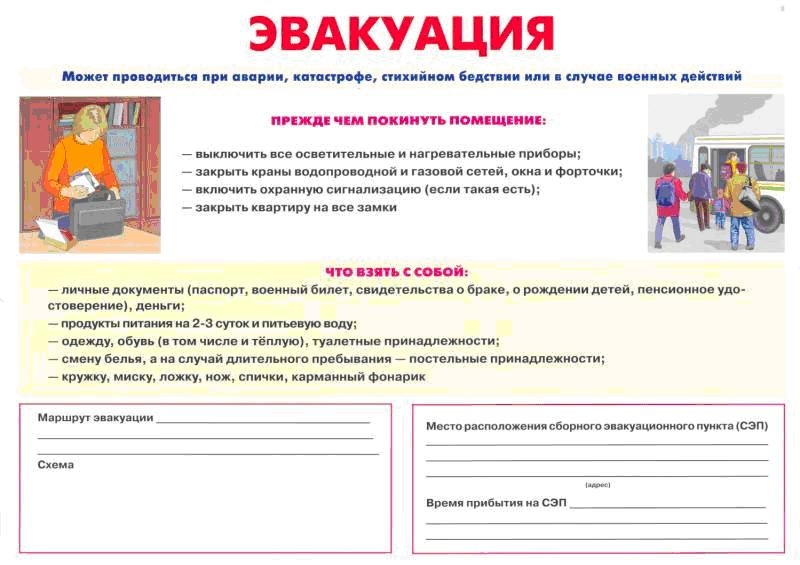 ЭВАКУАЦИЯ
Может проводиться при аварии, катастрофе, стихийном бедствии или в случае военных действий
ПРЕЖДЕ ЧЕМ ПОКИНУТЬ ПОМЕЩЕНИЕ:
— выключить все осветительные и нагревательные приборы;
— закрыть краны водопроводной и газовой сетей, окна и форточки;
— включить охранную сигнализацию (если такая есть);
— закрыть квартиру на все замки
ЧТО ВЗЯТЬ С СОБОЙ:
— личные документы (паспорт, военный билет, свидетельства о браке, о рождении детей, пенсионное удо-
стоверение), деньги;
— продукты питания на 2-3 суток и питьевую воду;
— одежду, обувь (в том числе и тёплую), туалетные принадлежности;
— смену белья, а на случай длительного пребывания — постельные принадлежности;
— кружку, миску, ложку, нож, спички, карманный фонарик
Маршрут эвакуации
Схема
Место расположения сборного эвакуационного пункта (СЭП)
(адрес)
Время прибытия на СЭП